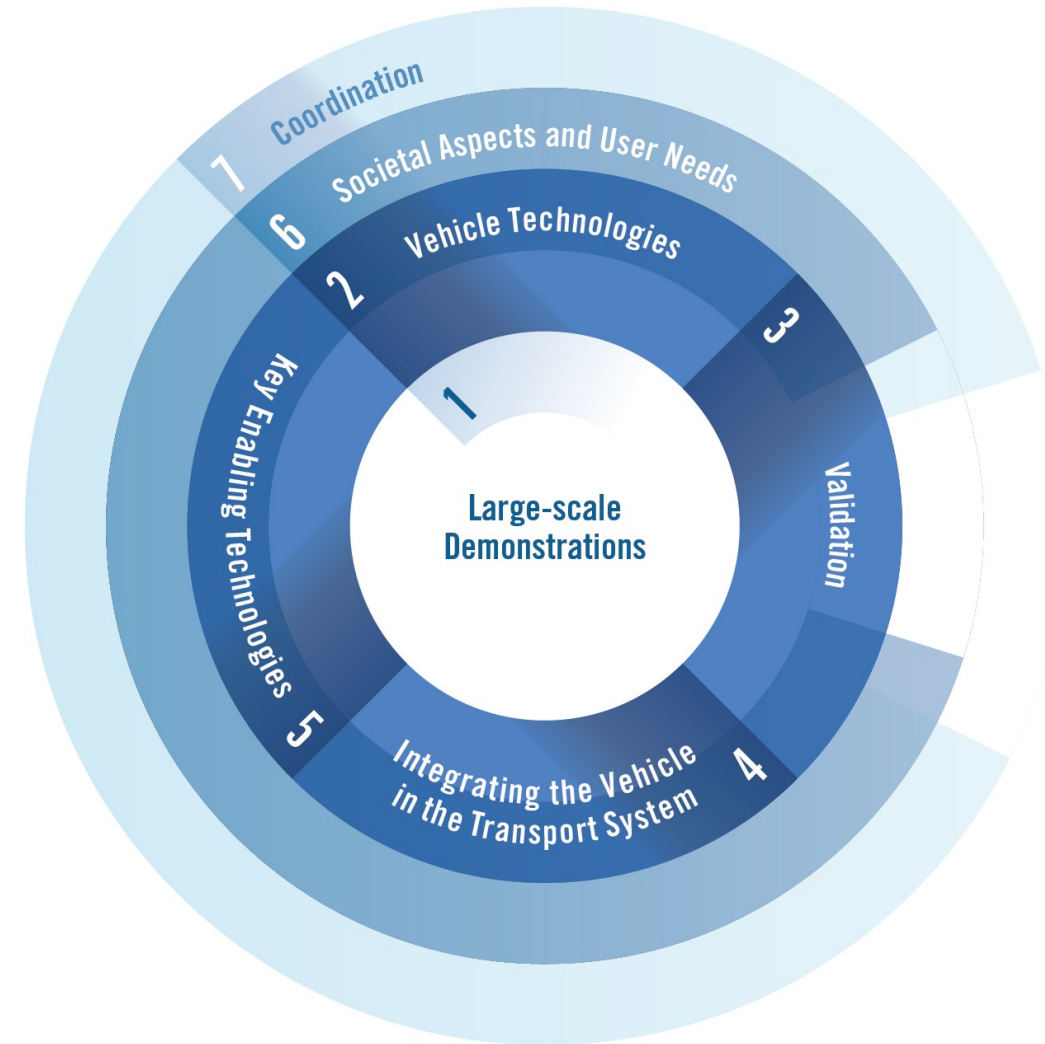 7
Coordination
6
Societal Aspects and User Needs
2
Vehicle Technologies
3
Validation
1
Large-scale
Demonstrations
Key Enabling Technologies
5
Integrating the Vehicle
in the Transport System
4